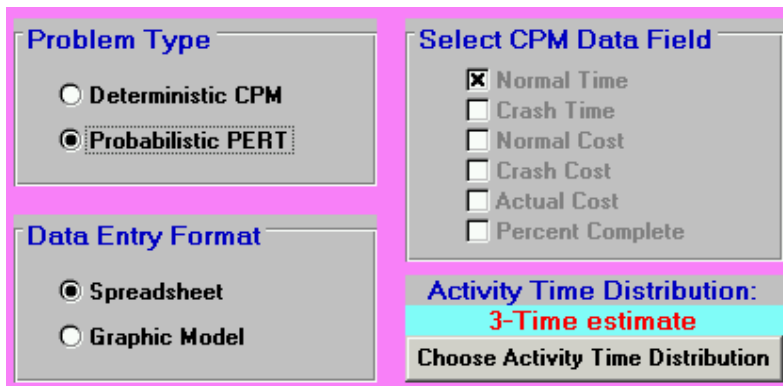 Problem Type
Deterministic CPM
Probabilistic PERT
Data Entry Format
Spreadsheet
Graphic Model
Select CPM Data Field
Normal Time
Crash Time
Normal Cost
Crash Cost
Actual Cost
Percent Complete
Activity Time Distribution:
3-Time estimate
Choose Activity Time Distribution